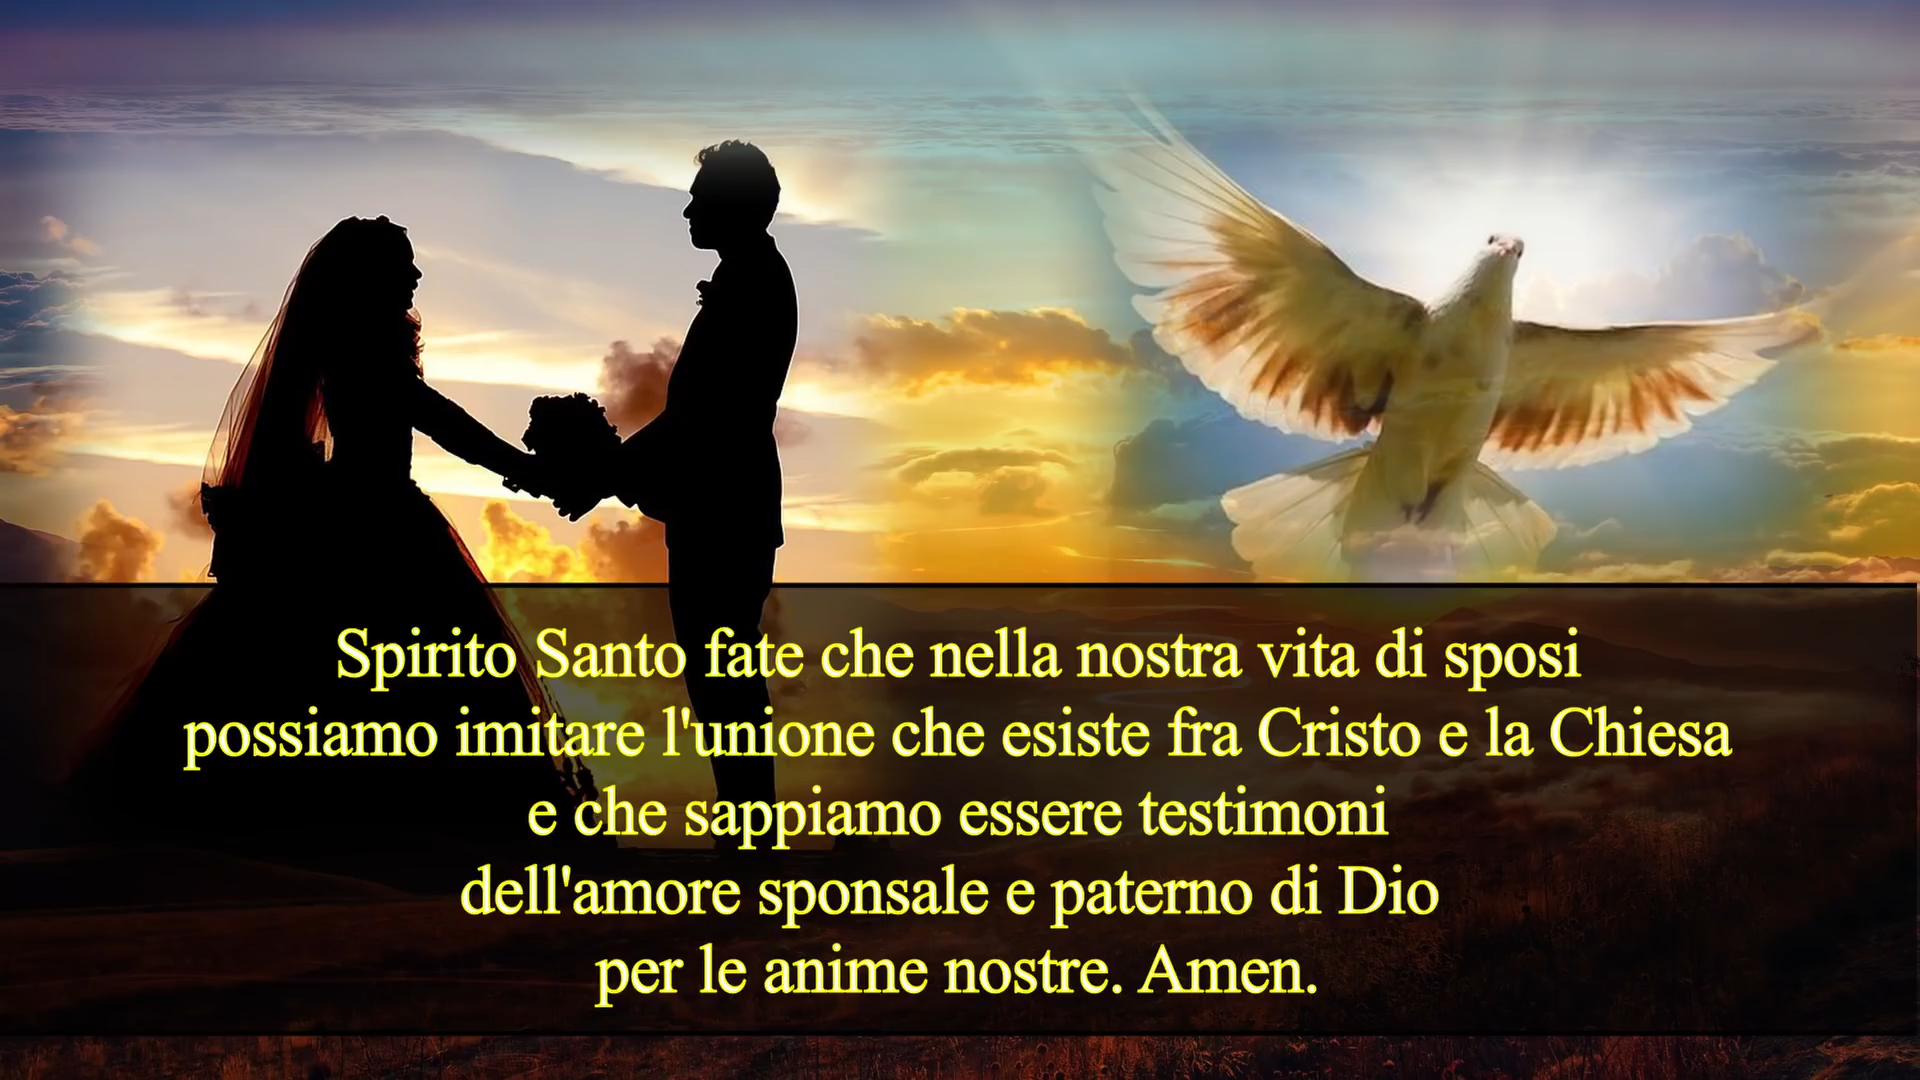 Spirito Santo fate che nella nostra vita di sposi
possiamo imitare l'unione che esiste fra Cristo e la Chiesa
e che sappiamo essere testimoni
dell'amore sponsale e paterno di Dio
per le anime nostre. Amen.